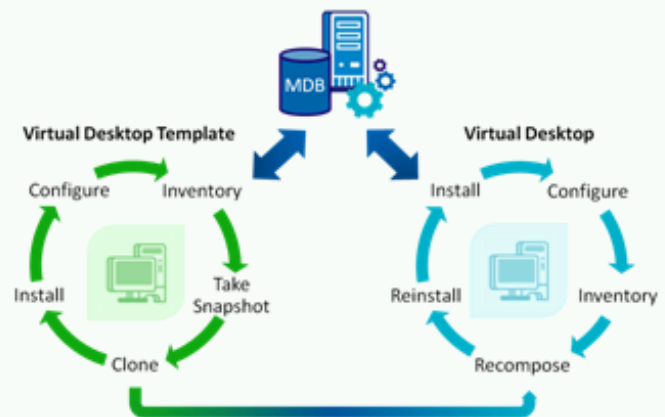 MDB
Virtual Desktop Template
Virtual Desktop
Configure
Inventory
Install
Take
Snapshot
Clone
Install
Configure
Reinstall
Inventory
Recompose